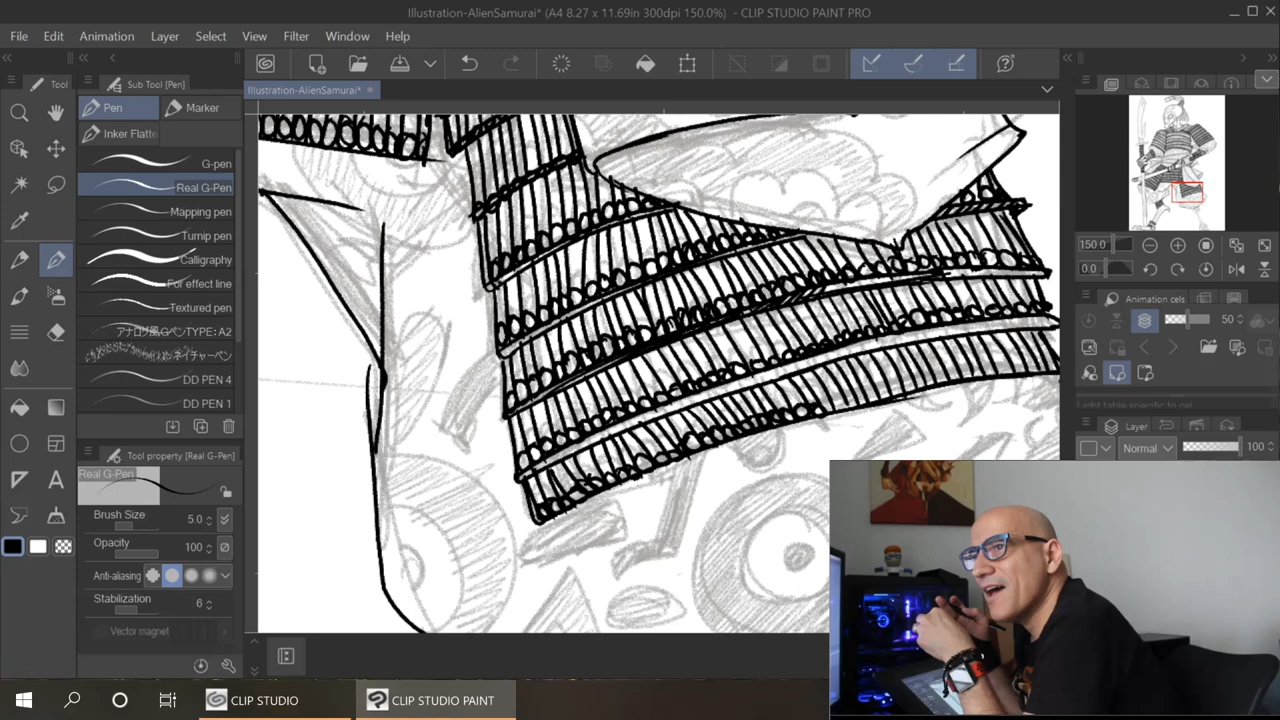 Illustration-AlienSamurai* (A4 8.27 x 11.69in 300dpi 150.0%) - CLIP STUDIO PAINT PRO
File Edit Animation Layer Select View Filter Window Help
Tool
Sub Tool [Pen]
Illustration-AlienSamurai*
Pen Marker
Inker Flatte
G-pen
Real G-Pen
Mapping pen
Turnip pen
Calligraphy
For effect line
Textured pen
アナログ風GペンTYPE: A2
DD PEN 4
DD PEN 1
Tool property [Real G-Pen]
Real G-Pen
Brush Size 5.0
Opacity 100
Anti-aliasing
Stabilization 6
Vector magnet
150.0
0.0
Animation cels
50
Light table specific to cel
Layer
Normal 100
CLIP STUDIO
CLIP STUDIO PAINT